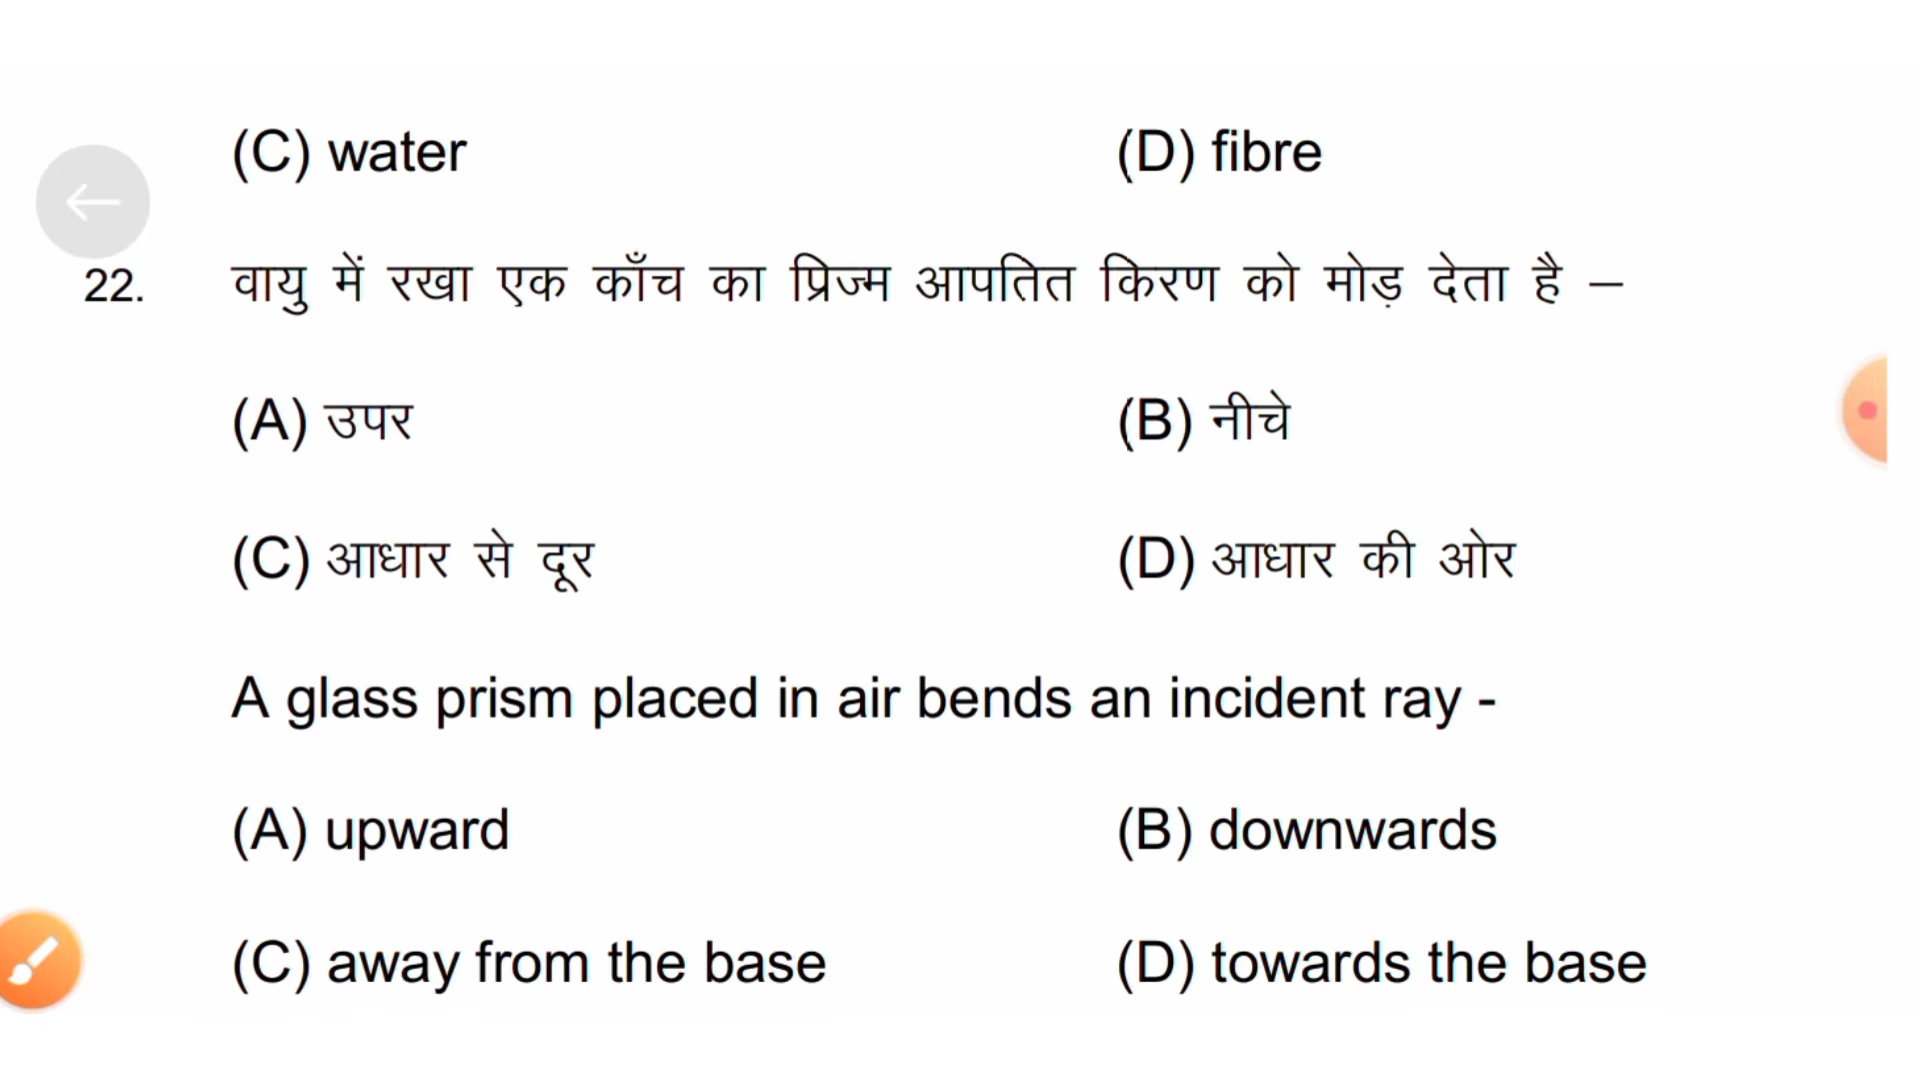 (C) water (D) fibre
22. वायु में रखा एक काँच का प्रिज्म आपतित किरण को मोड़ देता है –
(A) उपर (B) नीचे
(C) आधार से दूर (D) आधार की ओर
A glass prism placed in air bends an incident ray -
(A) upward (B) downwards
(C) away from the base (D) towards the base